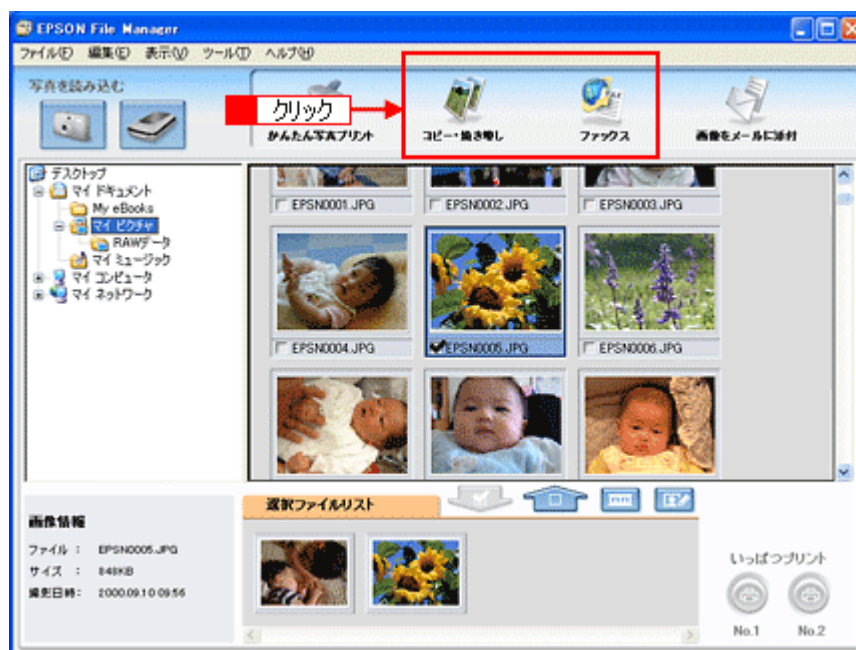 EPSON File Manager
ファイル(F) 編集(E) 表示(V) ツール(T) ヘルプ(H)
写真を読み込む
クリック
かんたん写真プリント コピー・焼き増し ファックス 画像をメールに添付
デスクトップ
マイ ドキュメント
My eBooks
マイ ピクチャ
RAWデータ
マイ ミュージック
マイ コンピュータ
マイ ネットワーク
EPSN0001.JPG EPSN0002.JPG EPSN0003.JPG
EPSN0004.JPG EPSN0005.JPG EPSN0006.JPG
選択ファイルリスト
画像情報
ファイル : EPSN0005.JPG
サイズ : 848KB
撮影日時: 2000.09.10 09:56
いっぱつプリント
No.1 No.2